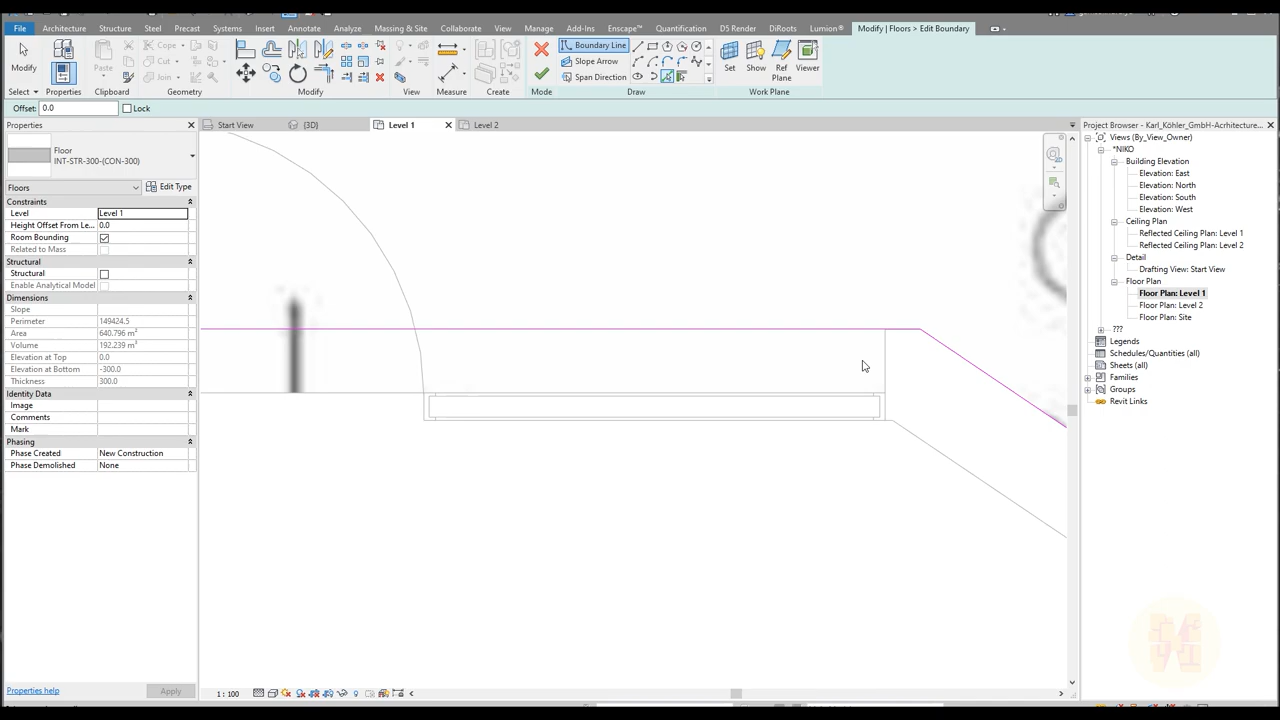 File Architecture Structure Steel Precast Systems Insert Annotate Analyze Massing & Site Collaborate View Manage Add-Ins Escape™ Quantification D5 Render DiRoots Lumion® Modify | Floors > Edit Boundary
Cope Boundary Line
Paste Cut Slope Arrow
Modify Join Span Direction Set Show Ref Plane Viewer
Select Properties Clipboard Geometry Modify View Measure Create Mode Draw Work Plane
Offset: 0.0 Lock
Properties
Start View {3D} Level 1 Level 2
Project Browser - Karl_Köhler_GmbH-Acrhitecture...
Floor
INT-STR-300-(CON-300)
Floors Edit Type
Constraints
Level Level 1
Height Offset From Le... 0.0
Room Bounding
Related to Mass
Structural
Structural
Enable Analytical Model
Dimensions
Slope
Perimeter 149424.5
Area 640.796 m²
Volume 192.239 m³
Elevation at Top 0.0
Elevation at Bottom -300.0
Thickness 300.0
Identity Data
Image
Comments
Mark
Phasing
Phase Created New Construction
Phase Demolished None
Properties help Apply
1 : 100
Views (By_View_Owner)
*NIKO
Building Elevation
Elevation: East
Elevation: North
Elevation: South
Elevation: West
Ceiling Plan
Reflected Ceiling Plan: Level 1
Reflected Ceiling Plan: Level 2
Detail
Drafting View: Start View
Floor Plan
Floor Plan: Level 1
Floor Plan: Level 2
Floor Plan: Site
???
Legends
Schedules/Quantities (all)
Sheets (all)
Families
Groups
Revit Links